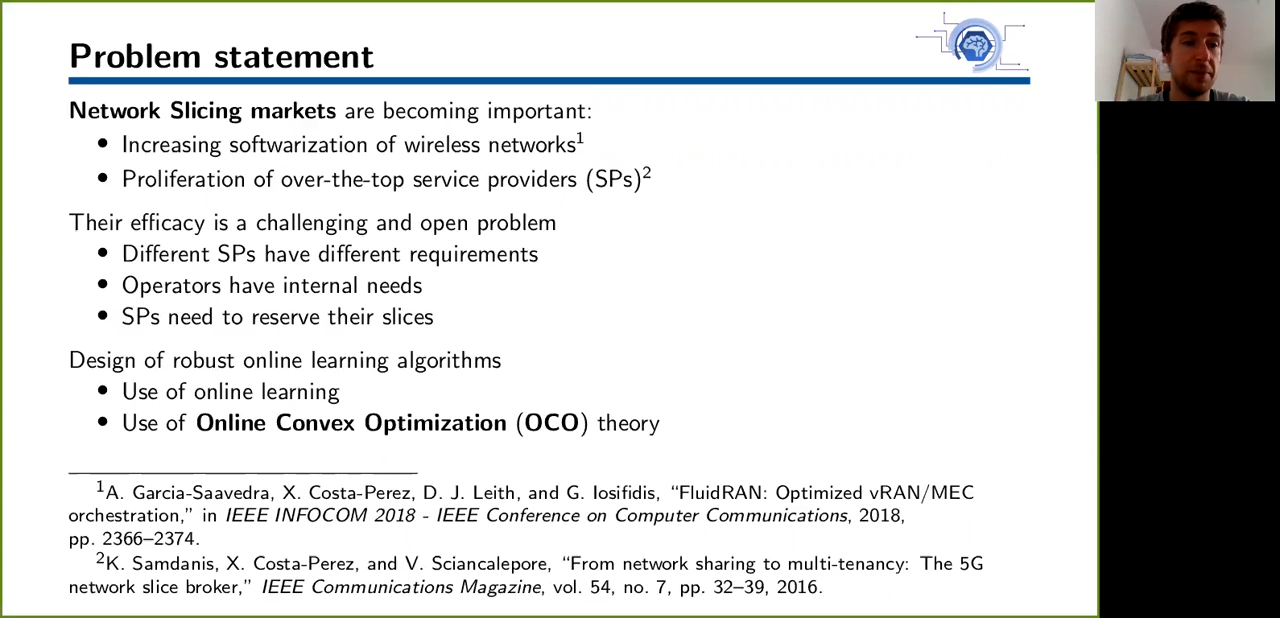 Problem statement
Network Slicing markets are becoming important:
• Increasing softwarization of wireless networks¹
• Proliferation of over-the-top service providers (SPs)²
Their efficacy is a challenging and open problem
• Different SPs have different requirements
• Operators have internal needs
• SPs need to reserve their slices
Design of robust online learning algorithms
• Use of online learning
• Use of Online Convex Optimization (OCO) theory
¹A. Garcia-Saavedra, X. Costa-Perez, D. J. Leith, and G. Iosifidis, “FluidRAN: Optimized vRAN/MEC
orchestration,” in IEEE INFOCOM 2018 - IEEE Conference on Computer Communications, 2018,
pp. 2366–2374.
²K. Samdanis, X. Costa-Perez, and V. Sciancalepore, “From network sharing to multi-tenancy: The 5G
network slice broker,” IEEE Communications Magazine, vol. 54, no. 7, pp. 32–39, 2016.